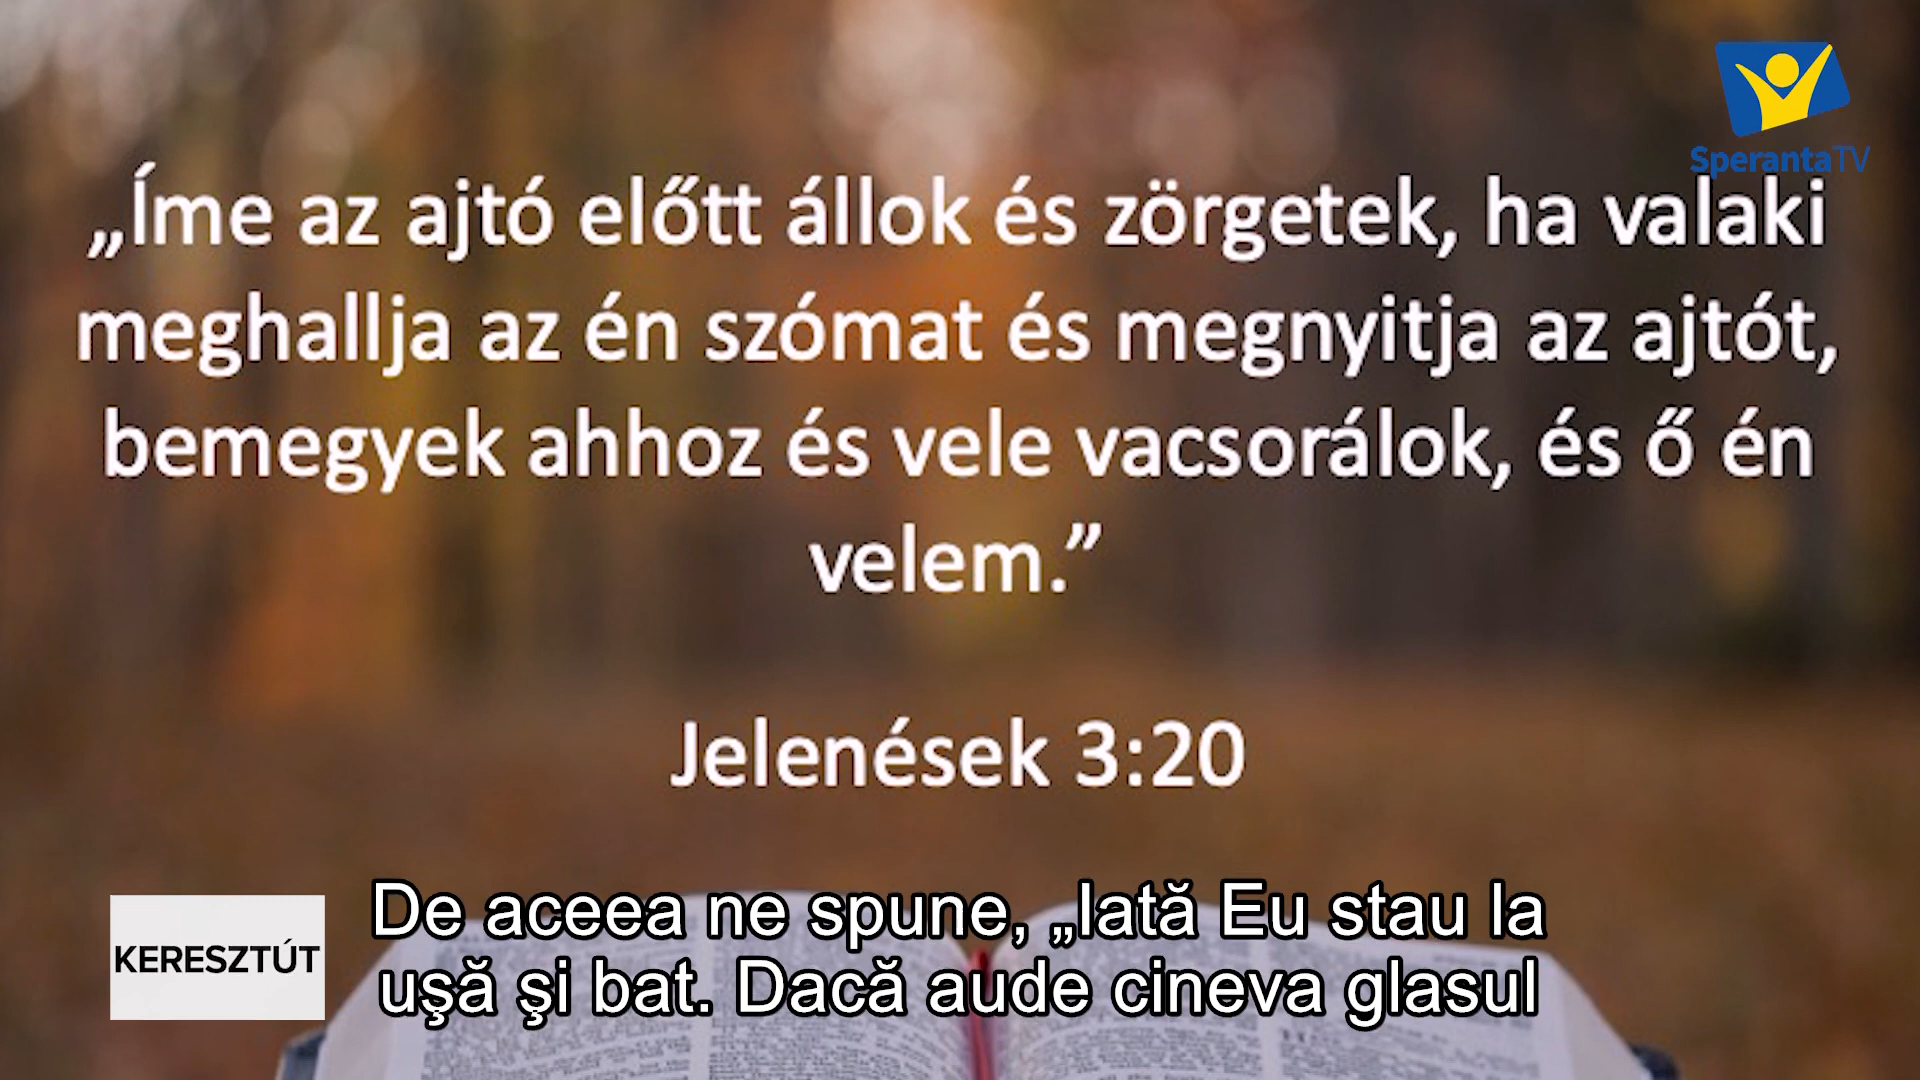 SperantaTV
„Íme az ajtó előtt állok és zörgetek, ha valaki
meghallja az én szómat és megnyitja az ajtót,
bemegyek ahhoz és vele vacsorálok, és ő én
velem.”
Jelenések 3:20
KERESZTÚT
De aceea ne spune, „Iată Eu stau la
uşă şi bat. Dacă aude cineva glasul